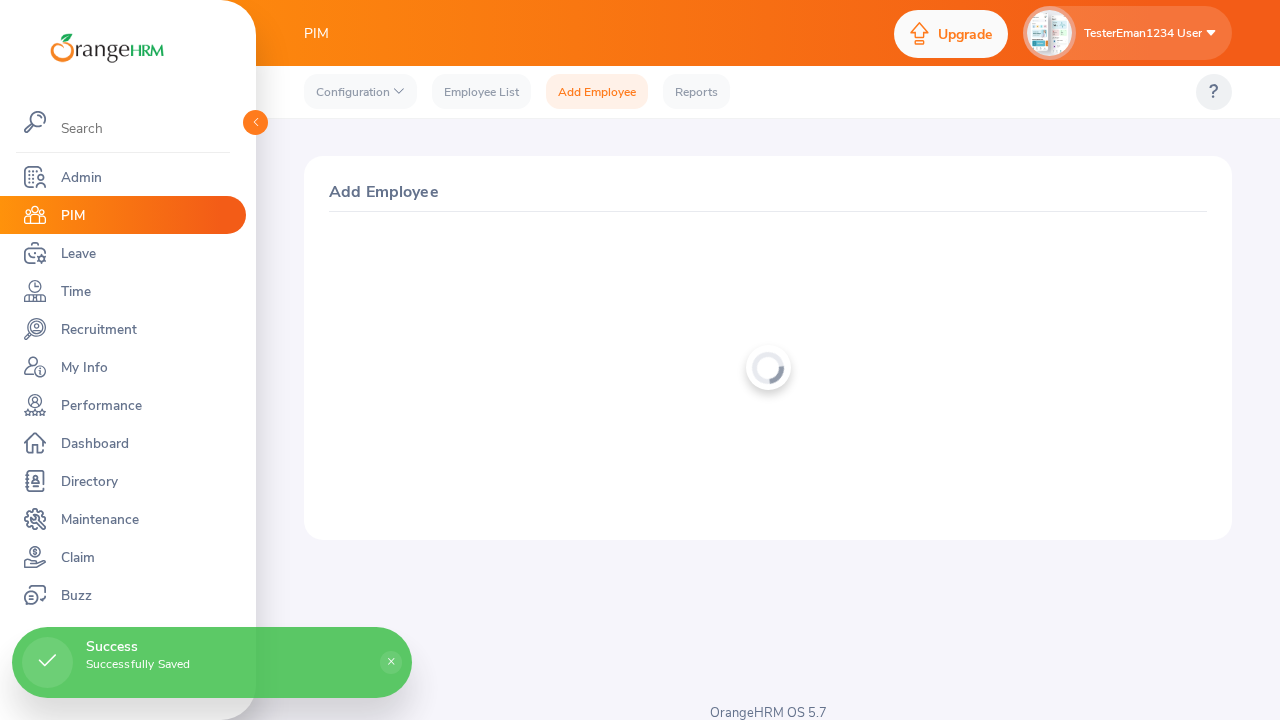 OrangeHRM
PIM
Upgrade
TesterEman1234 User
Configuration
Employee List
Add Employee
Reports
?
Search
Admin
PIM
Leave
Time
Recruitment
My Info
Performance
Dashboard
Directory
Maintenance
Claim
Buzz
Add Employee
Success
Successfully Saved
×
OrangeHRM OS 5.7